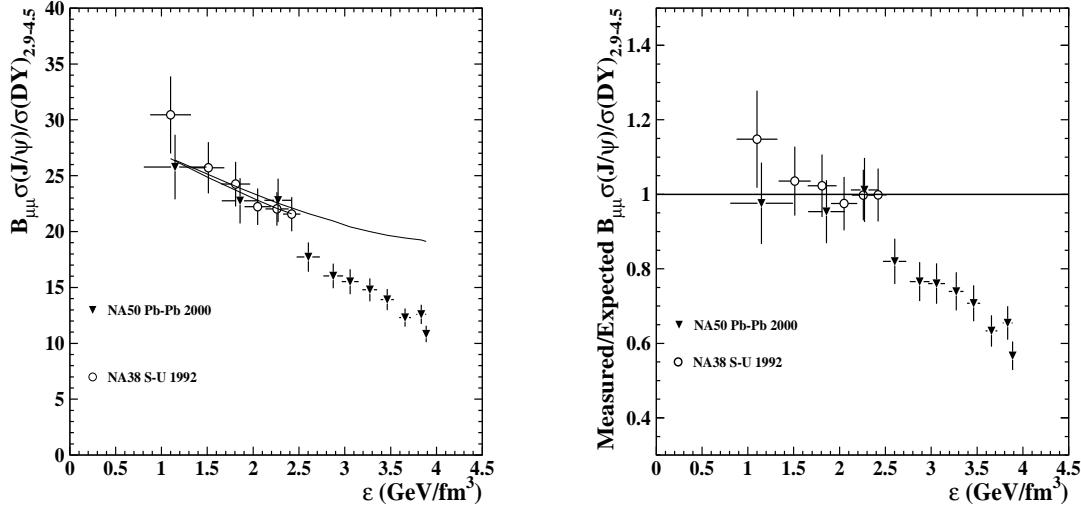 B_μμ σ(J/ψ)/σ(DY)_2.9-4.5
40
35
30
25
20
15
10
5
0
NA50 Pb-Pb 2000
NA38 S-U 1992
0 0.5 1 1.5 2 2.5 3 3.5 4 4.5
ε (GeV/fm³)
Measured/Expected B_μμ σ(J/ψ)/σ(DY)_2.9-4.5
1.4
1.2
1
0.8
0.6
0.4
NA50 Pb-Pb 2000
NA38 S-U 1992
0 0.5 1 1.5 2 2.5 3 3.5 4 4.5
ε (GeV/fm³)